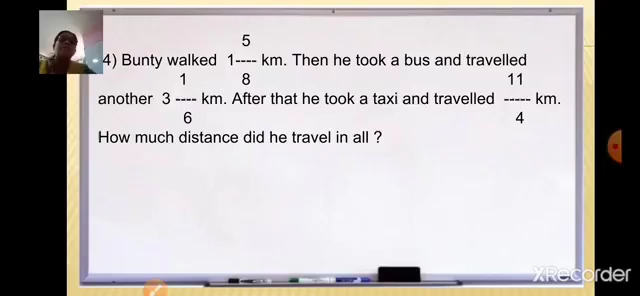 5
4) Bunty walked 1---- km. Then he took a bus and travelled
1 8 11
another 3 ---- km. After that he took a taxi and travelled ----- km.
6 4
How much distance did he travel in all ?
XRecorder